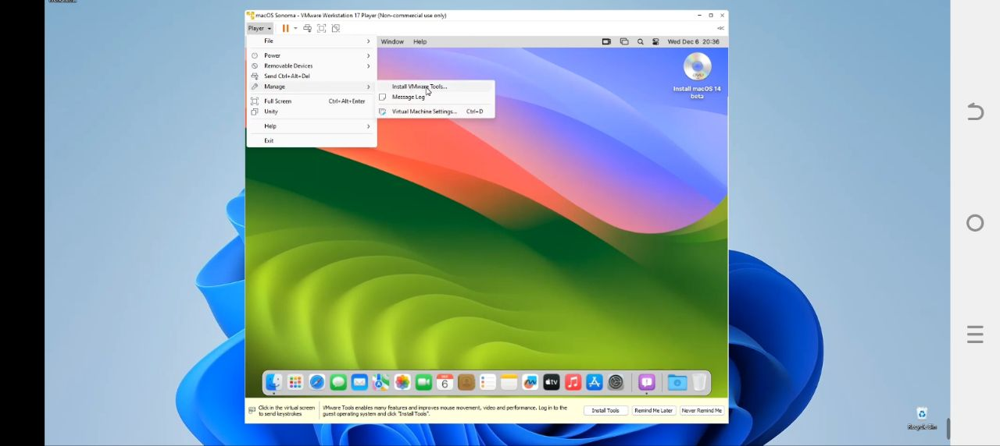 macOS Sonoma - VMware Workstation 17 Player (Non-commercial use only)
Player
File
Power
Removable Devices
Send Ctrl+Alt+Del
Manage
Full Screen Ctrl+Alt+Enter
Unity
Help
Exit
Install VMware Tools...
Message Log
Virtual Machine Settings... Ctrl+D
Window Help
Wed Dec 6 20:36
DVD
Install macOS 14
beta
6
tv
Click in the virtual screen
to send keystrokes
VMware Tools enables many features and improves mouse movement, video and performance. Log in to the
guest operating system and click "Install Tools".
Install Tools
Remind Me Later
Never Remind Me
Recycle Bin